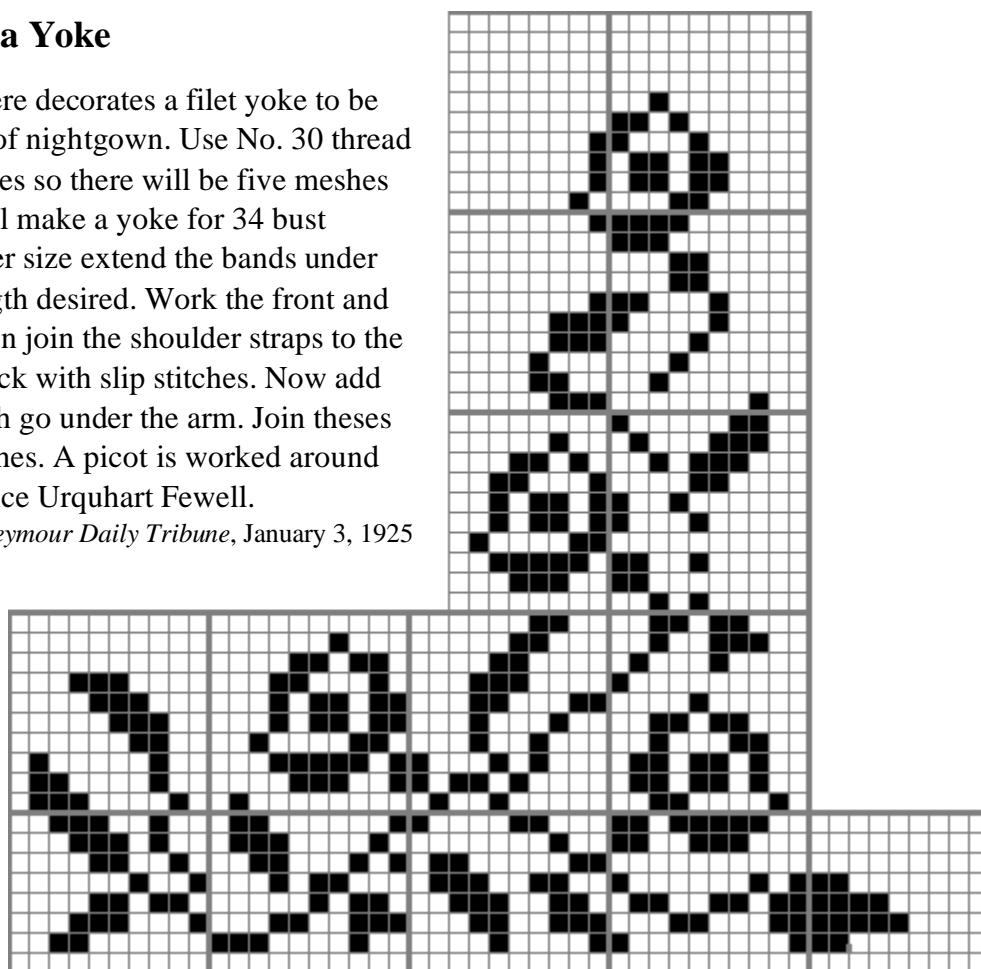 a Yoke
ere decorates a filet yoke to be
of nightgown. Use No. 30 thread
es so there will be five meshes
l make a yoke for 34 bust
er size extend the bands under
gth desired. Work the front and
n join the shoulder straps to the
ck with slip stitches. Now add
h go under the arm. Join theses
nes. A picot is worked around
ice Urquhart Fewell.
eymour Daily Tribune, January 3, 1925